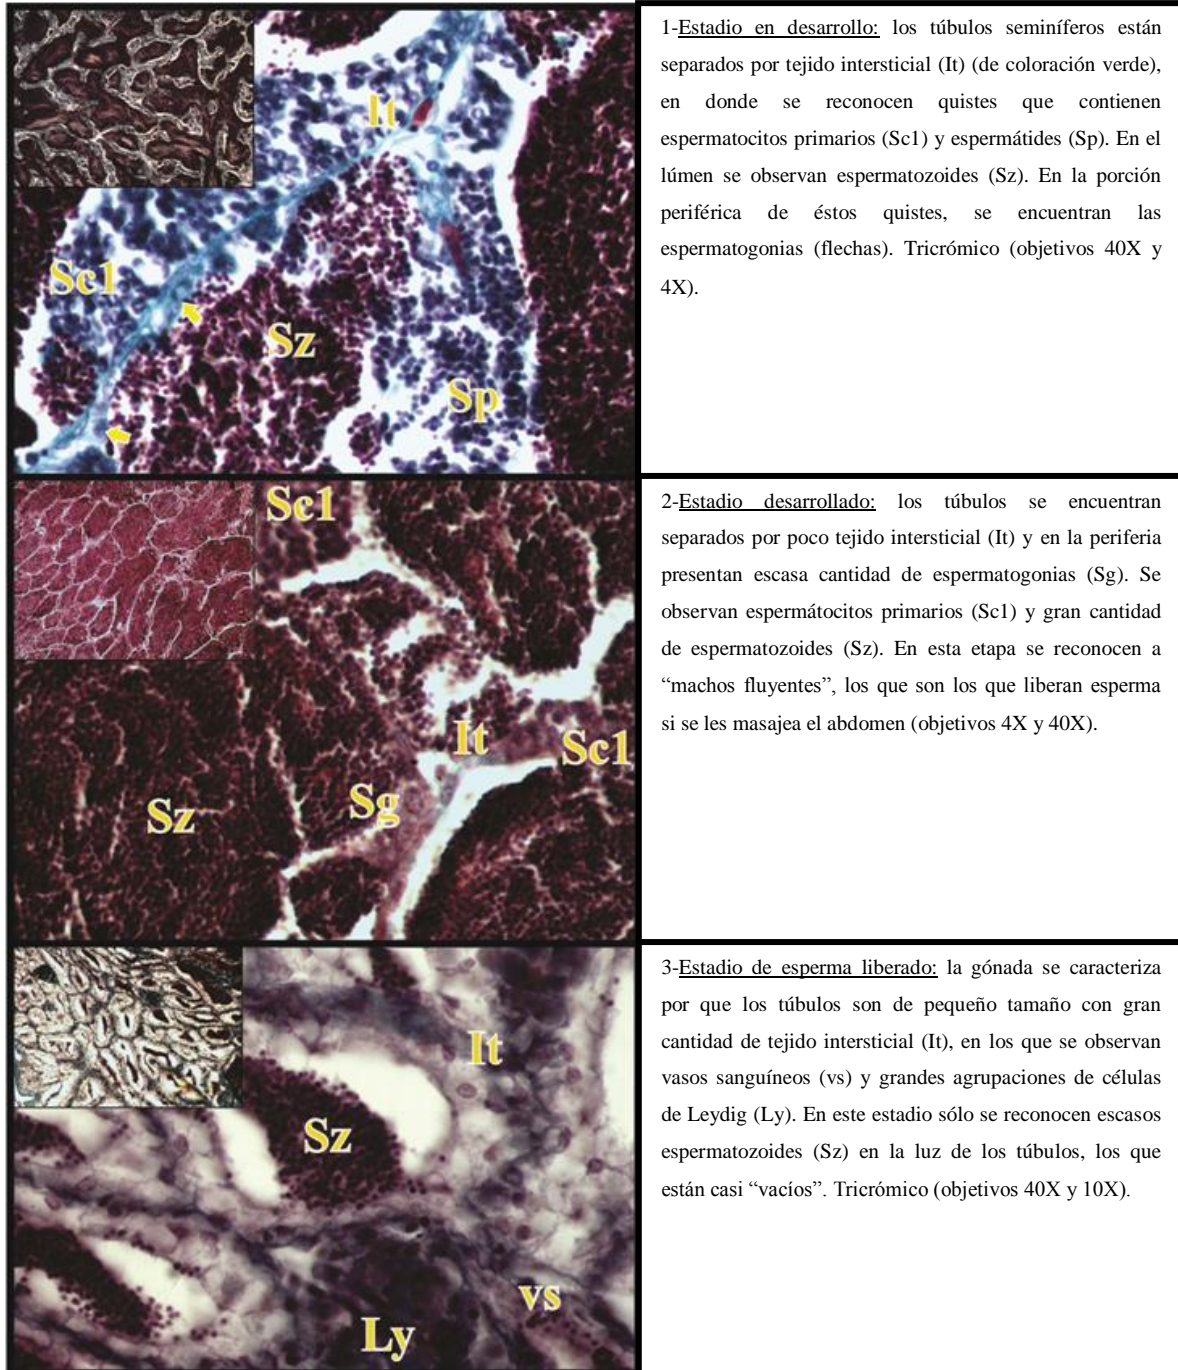 It
Sc1
Sz
Sp
1-Estadio en desarrollo: los túbulos seminíferos están
separados por tejido intersticial (It) (de coloración verde),
en donde se reconocen quistes que contienen
espermatocitos primarios (Sc1) y espermátides (Sp). En el
lúmen se observan espermatozoides (Sz). En la porción
periférica de éstos quistes, se encuentran las
espermatogonias (flechas). Tricrómico (objetivos 40X y
4X).
Sc1
It
Sc1
Sg
Sz
2-Estadio desarrollado: los túbulos se encuentran
separados por poco tejido intersticial (It) y en la periferia
presentan escasa cantidad de espermatogonias (Sg). Se
observan espermátocitos primarios (Sc1) y gran cantidad
de espermatozoides (Sz). En esta etapa se reconocen a
“machos fluyentes”, los que son los que liberan esperma
si se les masajea el abdomen (objetivos 4X y 40X).
It
Sz
vs
Ly
3-Estadio de esperma liberado: la gónada se caracteriza
por que los túbulos son de pequeño tamaño con gran
cantidad de tejido intersticial (It), en los que se observan
vasos sanguíneos (vs) y grandes agrupaciones de células
de Leydig (Ly). En este estadio sólo se reconocen escasos
espermatozoides (Sz) en la luz de los túbulos, los que
están casi “vacíos”. Tricrómico (objetivos 40X y 10X).